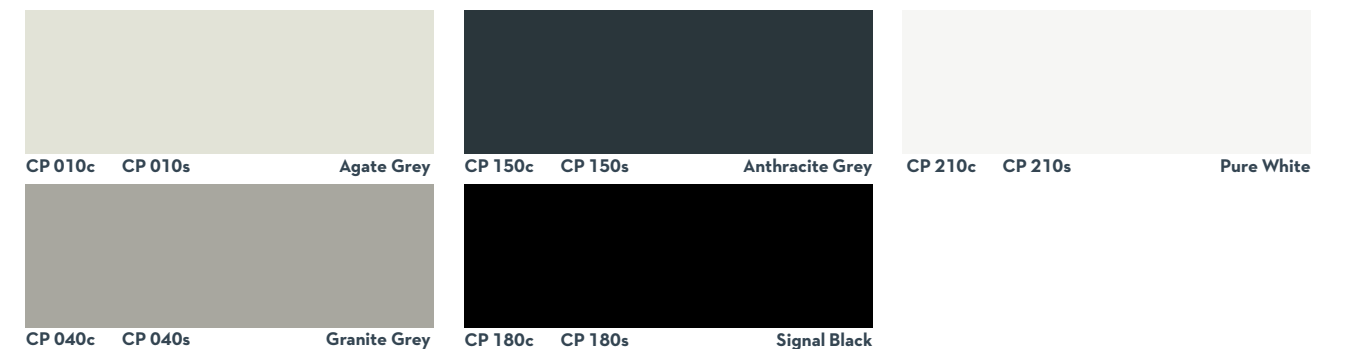 CP 010c CP 010s Agate Grey
CP 150c CP 150s Anthracite Grey
CP 210c CP 210s Pure White
CP 040c CP 040s Granite Grey
CP 180c CP 180s Signal Black